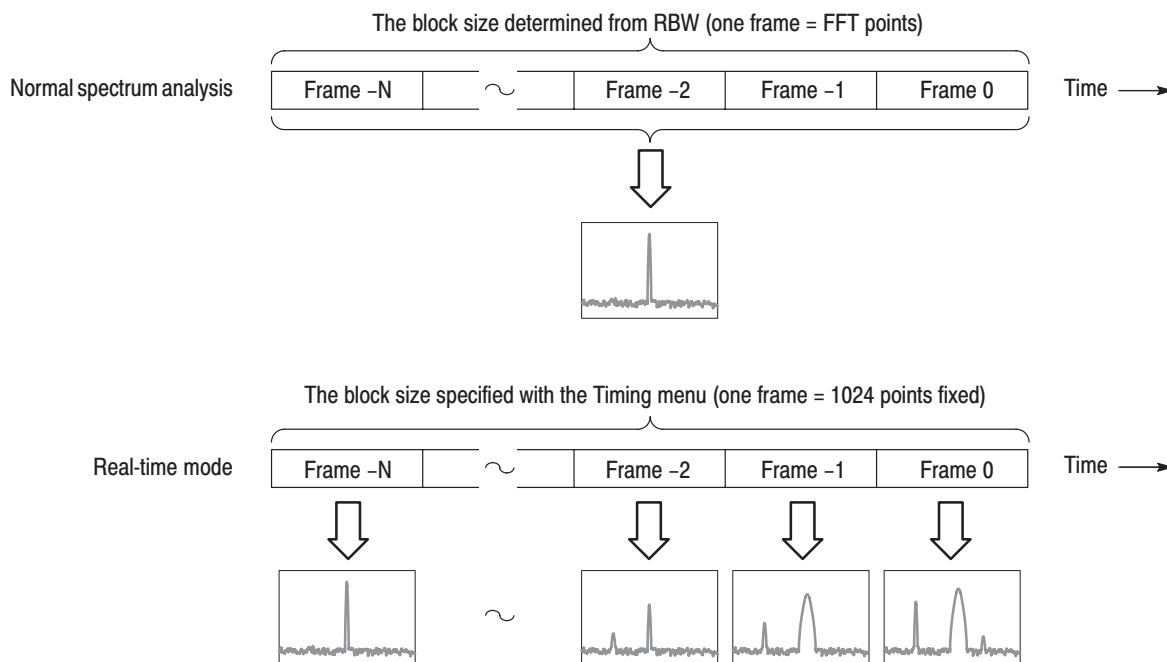 The block size determined from RBW (one frame = FFT points)
Normal spectrum analysis
Frame –N
Frame –2
Frame –1
Frame 0
Time
The block size specified with the Timing menu (one frame = 1024 points fixed)
Real-time mode
Frame –N
Frame –2
Frame –1
Frame 0
Time